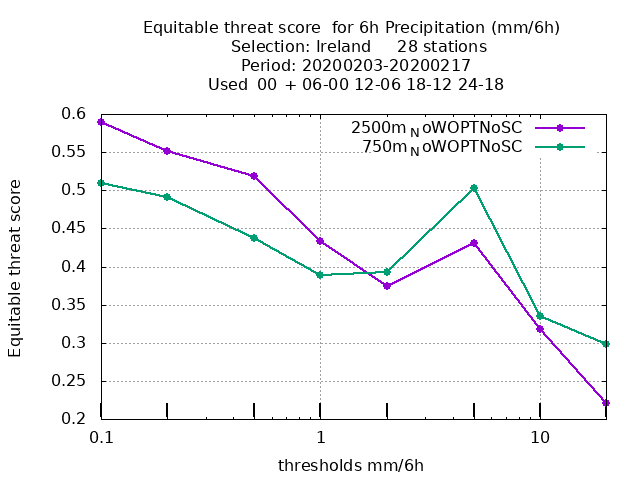 Equitable threat score  for 6h Precipitation (mm/6h)
Selection: Ireland     28 stations
Period: 20200203-20200217
Used  00  + 06-00 12-06 18-12 24-18
2500m_NoWOPTNoSC
750m_NoWOPTNoSC
0.6
0.55
0.5
0.45
0.4
0.35
0.3
0.25
0.2
Equitable threat score
0.1
1
10
thresholds mm/6h